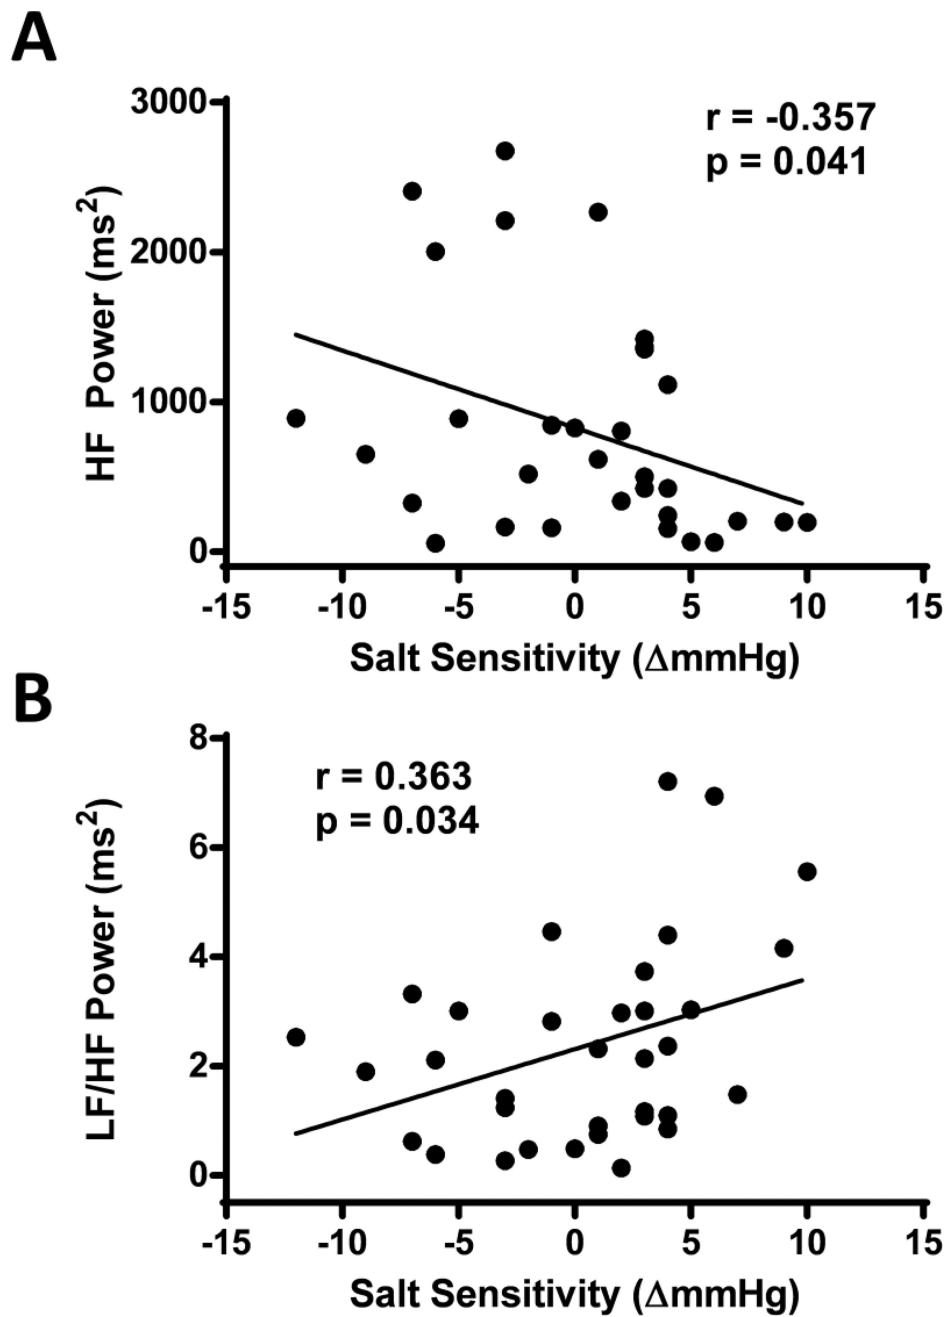 A
3000
2000
1000
0
HF Power (ms²)
r = -0.357
p = 0.041
-15 -10 -5 0 5 10 15
Salt Sensitivity (ΔmmHg)
B
8
6
4
2
0
LF/HF Power (ms²)
r = 0.363
p = 0.034
-15 -10 -5 0 5 10 15
Salt Sensitivity (ΔmmHg)